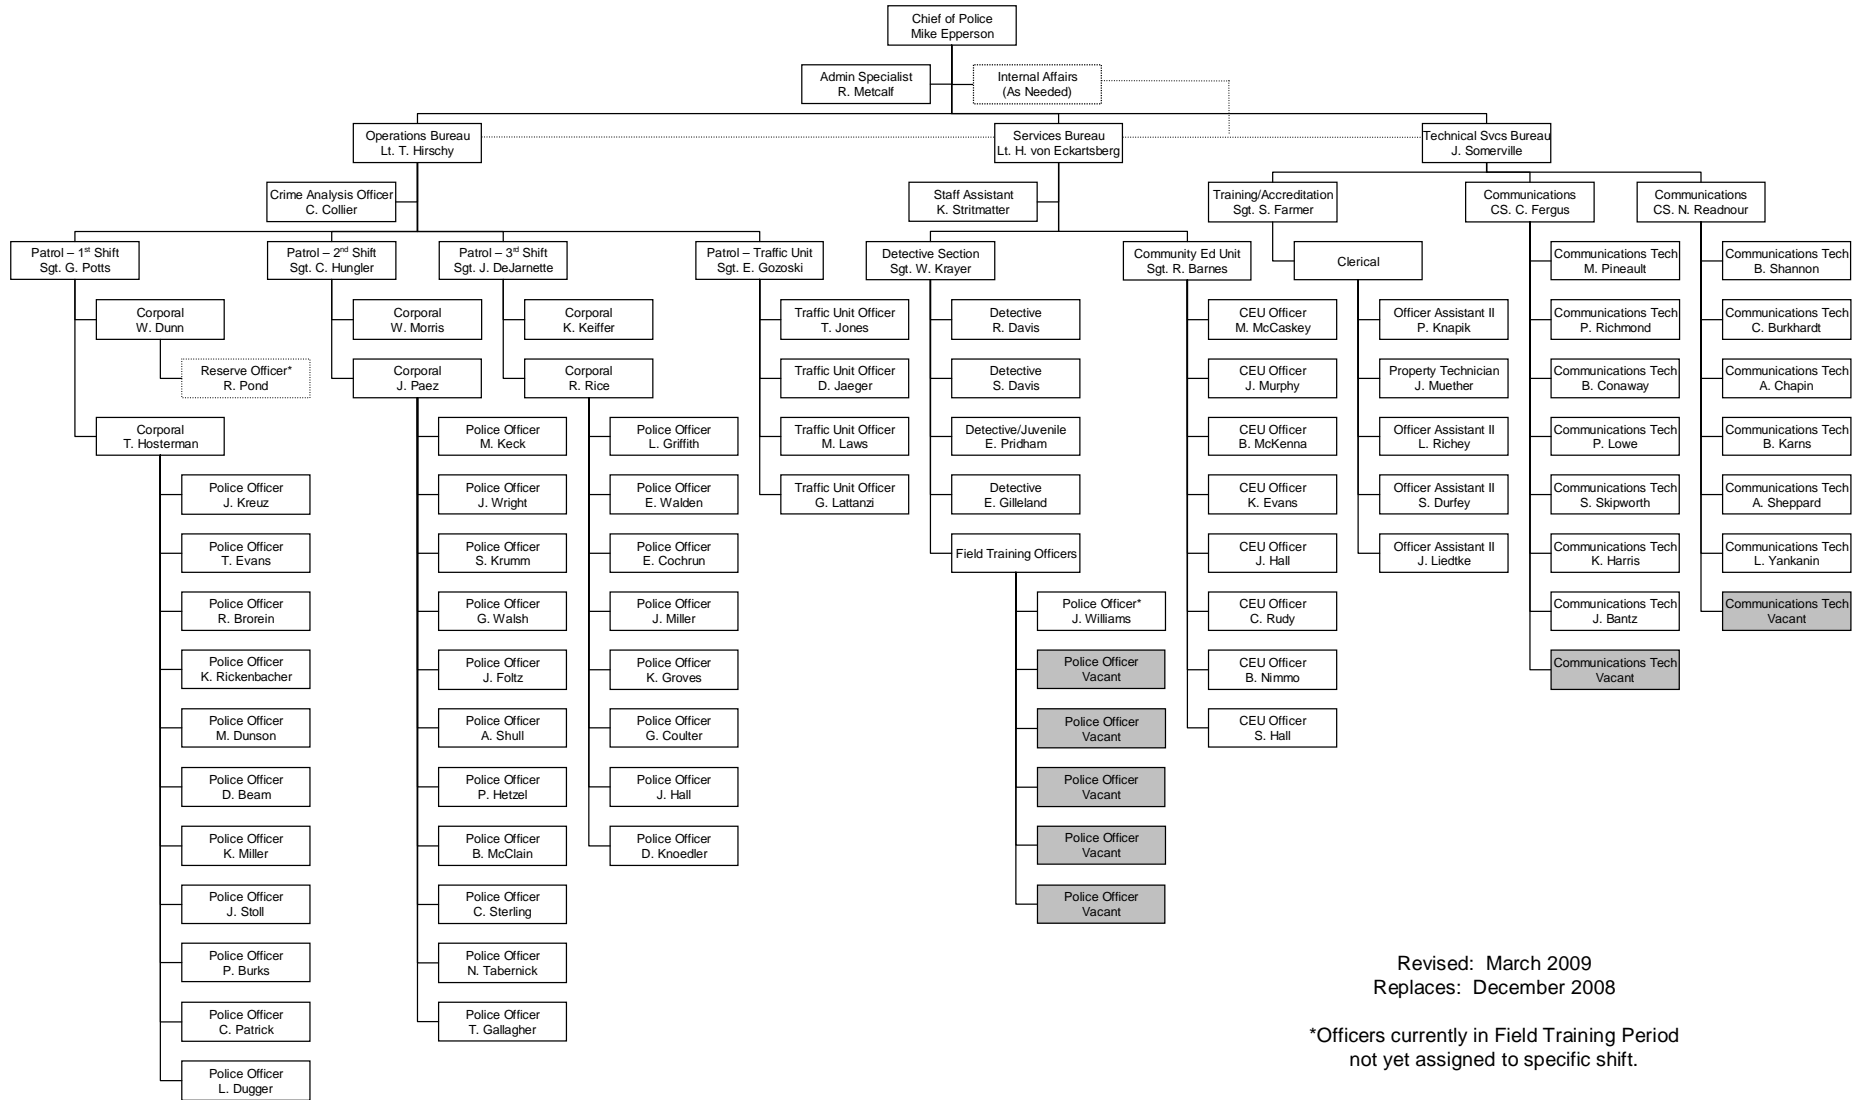 Chief of Police
Mike Epperson
Admin Specialist
R. Metcalf
Internal Affairs
(As Needed)
Operations Bureau
Lt. T. Hirschy
Services Bureau
Lt. H. von Eckartsberg
Technical Svcs Bureau
J. Somerville
Crime Analysis Officer
C. Collier
Staff Assistant
K. Stritmatter
Training/Accreditation
Sgt. S. Farmer
Communications
CS. C. Fergus
Communications
CS. N. Readnour
Patrol – 1st Shift
Sgt. G. Potts
Patrol – 2nd Shift
Sgt. C. Hungler
Patrol – 3rd Shift
Sgt. J. DeJarnette
Patrol – Traffic Unit
Sgt. E. Gozoski
Detective Section
Sgt. W. Krayer
Community Ed Unit
Sgt. R. Barnes
Clerical
Corporal
W. Dunn
Reserve Officer*
R. Pond
Corporal
T. Hosterman
Police Officer
J. Kreuz
Police Officer
T. Evans
Police Officer
R. Brorein
Police Officer
K. Rickenbacher
Police Officer
M. Dunson
Police Officer
D. Beam
Police Officer
K. Miller
Police Officer
J. Stoll
Police Officer
P. Burks
Police Officer
C. Patrick
Police Officer
L. Dugger
Corporal
W. Morris
Corporal
J. Paez
Police Officer
M. Keck
Police Officer
J. Wright
Police Officer
S. Krumm
Police Officer
G. Walsh
Police Officer
J. Foltz
Police Officer
A. Shull
Police Officer
P. Hetzel
Police Officer
B. McClain
Police Officer
C. Sterling
Police Officer
N. Tabernick
Police Officer
T. Gallagher
Corporal
K. Keiffer
Corporal
R. Rice
Police Officer
L. Griffith
Police Officer
E. Walden
Police Officer
E. Cochrun
Police Officer
J. Miller
Police Officer
K. Groves
Police Officer
G. Coulter
Police Officer
J. Hall
Police Officer
D. Knoedler
Traffic Unit Officer
T. Jones
Traffic Unit Officer
D. Jaeger
Traffic Unit Officer
M. Laws
Traffic Unit Officer
G. Lattanzi
Detective
R. Davis
Detective
S. Davis
Detective/Juvenile
E. Pridham
Detective
E. Gilleland
Field Training Officers
Police Officer*
J. Williams
Police Officer
Vacant
Police Officer
Vacant
Police Officer
Vacant
Police Officer
Vacant
Police Officer
Vacant
CEU Officer
M. McCaskey
CEU Officer
J. Murphy
CEU Officer
B. McKenna
CEU Officer
K. Evans
CEU Officer
J. Hall
CEU Officer
C. Rudy
CEU Officer
B. Nimmo
CEU Officer
S. Hall
Officer Assistant II
P. Knapik
Property Technician
J. Muether
Officer Assistant II
L. Richey
Officer Assistant II
S. Durfey
Officer Assistant II
J. Liedtke
Communications Tech
M. Pineault
Communications Tech
P. Richmond
Communications Tech
B. Conaway
Communications Tech
P. Lowe
Communications Tech
S. Skipworth
Communications Tech
K. Harris
Communications Tech
J. Bantz
Communications Tech
Vacant
Communications Tech
B. Shannon
Communications Tech
C. Burkhardt
Communications Tech
A. Chapin
Communications Tech
B. Karns
Communications Tech
A. Sheppard
Communications Tech
L. Yankanin
Communications Tech
Vacant
Revised: March 2009
Replaces: December 2008
*Officers currently in Field Training Period
not yet assigned to specific shift.